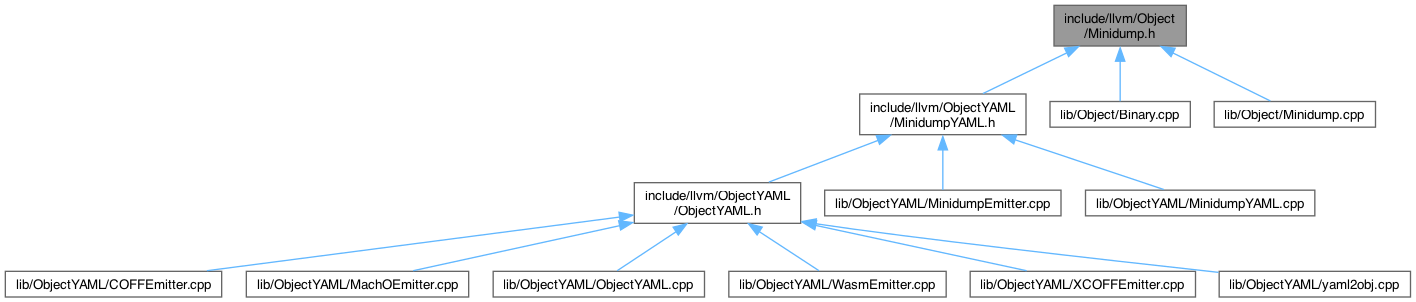 include/llvm/Object
/Minidump.h
include/llvm/ObjectYAML
/MinidumpYAML.h
lib/Object/Binary.cpp
lib/Object/Minidump.cpp
include/llvm/ObjectYAML
/ObjectYAML.h
lib/ObjectYAML/MinidumpEmitter.cpp
lib/ObjectYAML/MinidumpYAML.cpp
lib/ObjectYAML/COFFEmitter.cpp
lib/ObjectYAML/MachOEmitter.cpp
lib/ObjectYAML/ObjectYAML.cpp
lib/ObjectYAML/WasmEmitter.cpp
lib/ObjectYAML/XCOFFEmitter.cpp
lib/ObjectYAML/yaml2obj.cpp